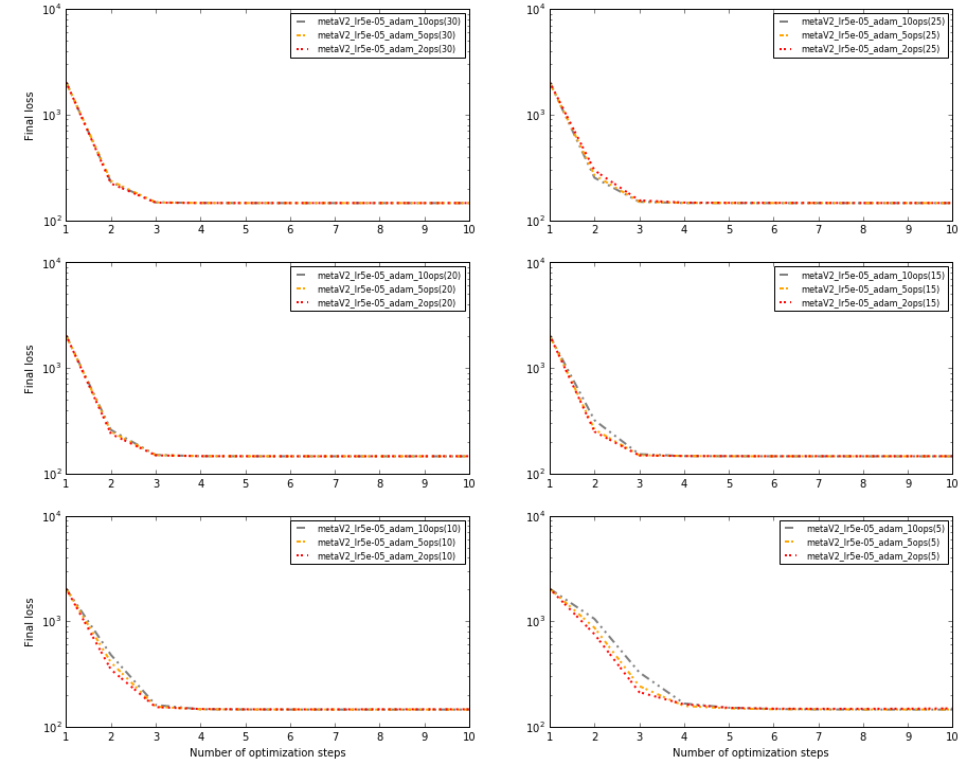 10^4
10^3
10^2
Final loss
metaV2_lr5e-05_adam_10ops(30)
metaV2_lr5e-05_adam_5ops(30)
metaV2_lr5e-05_adam_2ops(30)
1 2 3 4 5 6 7 8 9 10
10^4
10^3
10^2
metaV2_lr5e-05_adam_10ops(25)
metaV2_lr5e-05_adam_5ops(25)
metaV2_lr5e-05_adam_2ops(25)
1 2 3 4 5 6 7 8 9 10
10^4
10^3
10^2
Final loss
metaV2_lr5e-05_adam_10ops(20)
metaV2_lr5e-05_adam_5ops(20)
metaV2_lr5e-05_adam_2ops(20)
1 2 3 4 5 6 7 8 9 10
10^4
10^3
10^2
metaV2_lr5e-05_adam_10ops(15)
metaV2_lr5e-05_adam_5ops(15)
metaV2_lr5e-05_adam_2ops(15)
1 2 3 4 5 6 7 8 9 10
10^4
10^3
10^2
Final loss
metaV2_lr5e-05_adam_10ops(10)
metaV2_lr5e-05_adam_5ops(10)
metaV2_lr5e-05_adam_2ops(10)
1 2 3 4 5 6 7 8 9 10
Number of optimization steps
10^4
10^3
10^2
metaV2_lr5e-05_adam_10ops(5)
metaV2_lr5e-05_adam_5ops(5)
metaV2_lr5e-05_adam_2ops(5)
1 2 3 4 5 6 7 8 9 10
Number of optimization steps